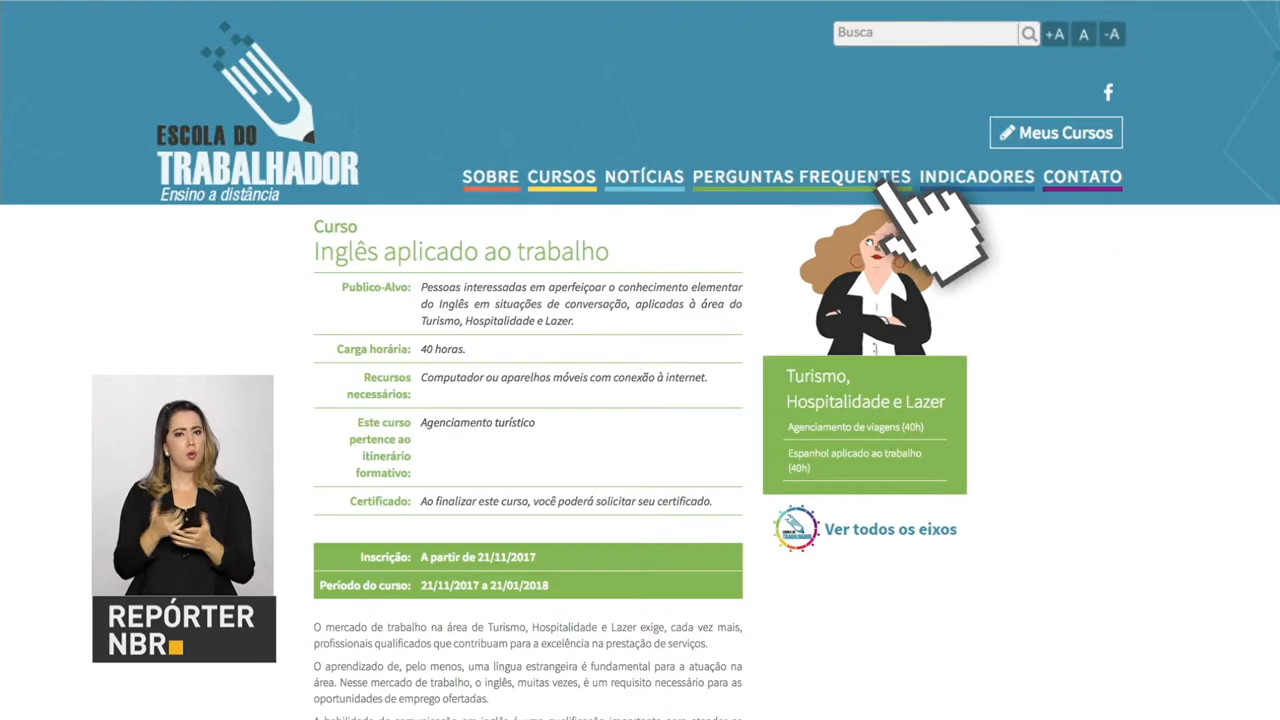 Busca
+A
A
-A
ESCOLA DO
TRABALHADOR
Ensino a distância
f
Meus Cursos
SOBRE CURSOS NOTÍCIAS PERGUNTAS FREQUENTES INDICADORES CONTATO
Curso
Inglês aplicado ao trabalho
Publico-Alvo: Pessoas interessadas em aperfeiçoar o conhecimento elementar
do Inglês em situações de conversação, aplicadas à área do
Turismo, Hospitalidade e Lazer.
Carga horária: 40 horas.
Recursos Computador ou aparelhos móveis com conexão à internet.
necessários:
Este curso Agenciamento turístico
pertence ao
itinerário
formativo:
Certificado: Ao finalizar este curso, você poderá solicitar seu certificado.
Inscrição: A partir de 21/11/2017
Período do curso: 21/11/2017 a 21/01/2018
O mercado de trabalho na área de Turismo, Hospitalidade e Lazer exige, cada vez mais,
profissionais qualificados que contribuam para a excelência na prestação de serviços.
O aprendizado de, pelo menos, uma língua estrangeira é fundamental para a atuação na
área. Nesse mercado de trabalho, o inglês, muitas vezes, é um requisito necessário para as
oportunidades de emprego ofertadas.
Turismo,
Hospitalidade e Lazer
Agenciamento de viagens (40h)
Espanhol aplicado ao trabalho
(40h)
Ver todos os eixos
REPÓRTER
NBR